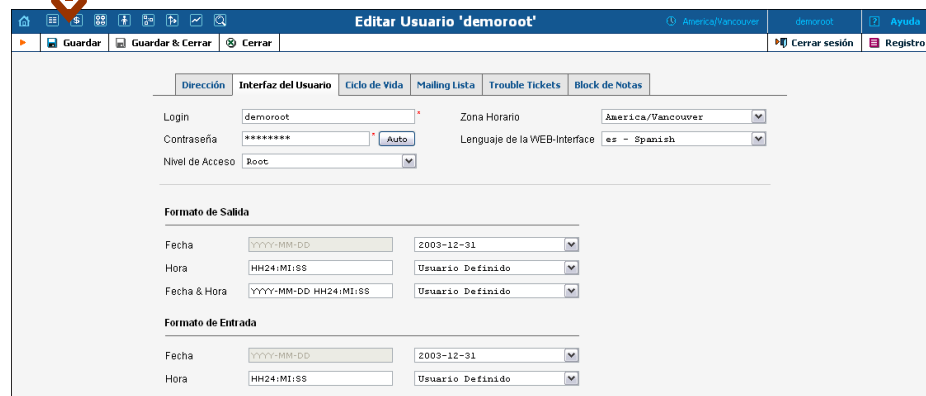 Editar Usuario 'demoroot' America/Vancouver demoroot ? Ayuda
Guardar Guardar & Cerrar Cerrar Cerrar sesión Registro
Dirección Interfaz del Usuario Ciclo de Vida Mailing Lista Trouble Tickets Block de Notas
Login demoroot * Zona Horario America/Vancouver
Contraseña ******** * Auto Lenguaje de la WEB-Interface es - Spanish
Nivel de Acceso Root
Formato de Salida
Fecha YYYY-MM-DD 2003-12-31
Hora HH24:MI:SS Usuario Definido
Fecha & Hora YYYY-MM-DD HH24:MI:SS Usuario Definido
Formato de Entrada
Fecha YYYY-MM-DD 2003-12-31
Hora HH24:MI:SS Usuario Definido